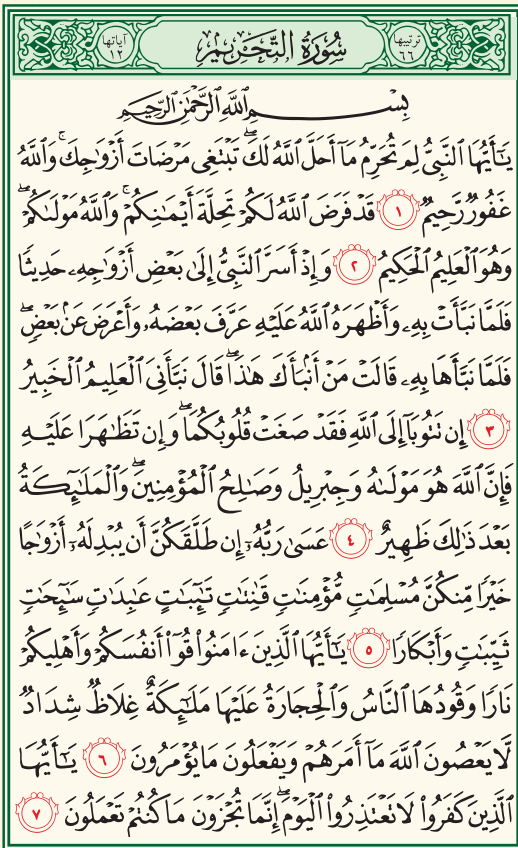 ترتيبها ٦٦ سُورَةُ التَّحۡرِيمِ آياتها ١٢
بِسۡمِ ٱللَّهِ ٱلرَّحۡمَٰنِ ٱلرَّحِيمِ
يَٰٓأَيُّهَا ٱلنَّبِيُّ لِمَ تُحَرِّمُ مَآ أَحَلَّ ٱللَّهُ لَكَۖ تَبۡتَغِي مَرۡضَاتَ أَزۡوَٰجِكَۚ وَٱللَّهُ
غَفُورٞ رَّحِيمٞ ١ قَدۡ فَرَضَ ٱللَّهُ لَكُمۡ تَحِلَّةَ أَيۡمَٰنِكُمۡۚ وَٱللَّهُ مَوۡلَىٰكُمۡۖ
وَهُوَ ٱلۡعَلِيمُ ٱلۡحَكِيمُ ٢ وَإِذۡ أَسَرَّ ٱلنَّبِيُّ إِلَىٰ بَعۡضِ أَزۡوَٰجِهِۦ حَدِيثٗا
فَلَمَّا نَبَّأَتۡ بِهِۦ وَأَظۡهَرَهُ ٱللَّهُ عَلَيۡهِ عَرَّفَ بَعۡضَهُۥ وَأَعۡرَضَ عَنۢ بَعۡضٖۖ
فَلَمَّا نَبَّأَهَا بِهِۦ قَالَتۡ مَنۡ أَنۢبَأَكَ هَٰذَاۖ قَالَ نَبَّأَنِيَ ٱلۡعَلِيمُ ٱلۡخَبِيرُ
٣ إِن تَتُوبَآ إِلَى ٱللَّهِ فَقَدۡ صَغَتۡ قُلُوبُكُمَاۖ وَإِن تَظَٰهَرَا عَلَيۡهِ
فَإِنَّ ٱللَّهَ هُوَ مَوۡلَىٰهُ وَجِبۡرِيلُ وَصَٰلِحُ ٱلۡمُؤۡمِنِينَۖ وَٱلۡمَلَٰٓئِكَةُ
بَعۡدَ ذَٰلِكَ ظَهِيرٌ ٤ عَسَىٰ رَبُّهُۥٓ إِن طَلَّقَكُنَّ أَن يُبۡدِلَهُۥٓ أَزۡوَٰجًا
خَيۡرٗا مِّنكُنَّ مُسۡلِمَٰتٖ مُّؤۡمِنَٰتٖ قَٰنِتَٰتٖ تَٰٓئِبَٰتٍ عَٰبِدَٰتٖ سَٰٓئِحَٰتٖ
ثَيِّبَٰتٖ وَأَبۡكَارٗا ٥ يَٰٓأَيُّهَا ٱلَّذِينَ ءَامَنُواْ قُوٓاْ أَنفُسَكُمۡ وَأَهۡلِيكُمۡ
نَارٗا وَقُودُهَا ٱلنَّاسُ وَٱلۡحِجَارَةُ عَلَيۡهَا مَلَٰٓئِكَةٌ غِلَاظٞ شِدَادٞ
لَّا يَعۡصُونَ ٱللَّهَ مَآ أَمَرَهُمۡ وَيَفۡعَلُونَ مَا يُؤۡمَرُونَ ٦ يَٰٓأَيُّهَا
ٱلَّذِينَ كَفَرُواْ لَا تَعۡتَذِرُواْ ٱلۡيَوۡمَۖ إِنَّمَا تُجۡزَوۡنَ مَا كُنتُمۡ تَعۡمَلُونَ ٧